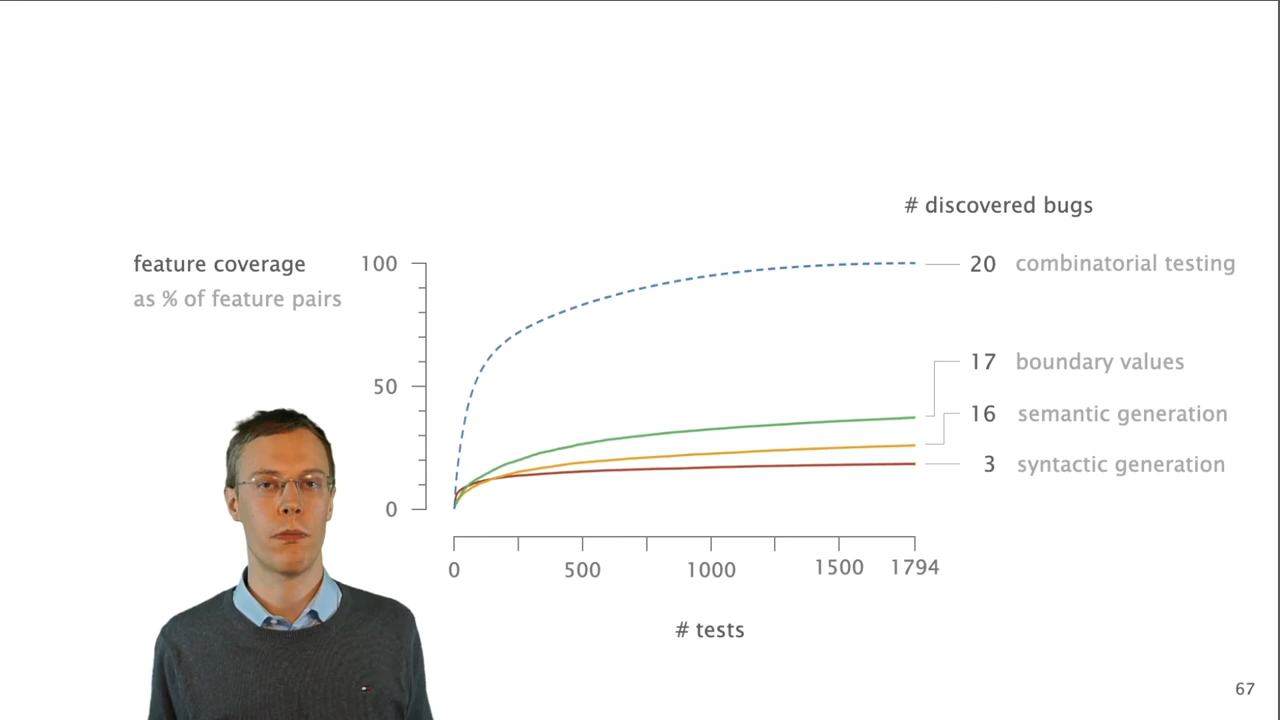 # discovered bugs
feature coverage
as % of feature pairs
100
50
0
20 combinatorial testing
17 boundary values
16 semantic generation
3 syntactic generation
0 500 1000 1500 1794
# tests
67